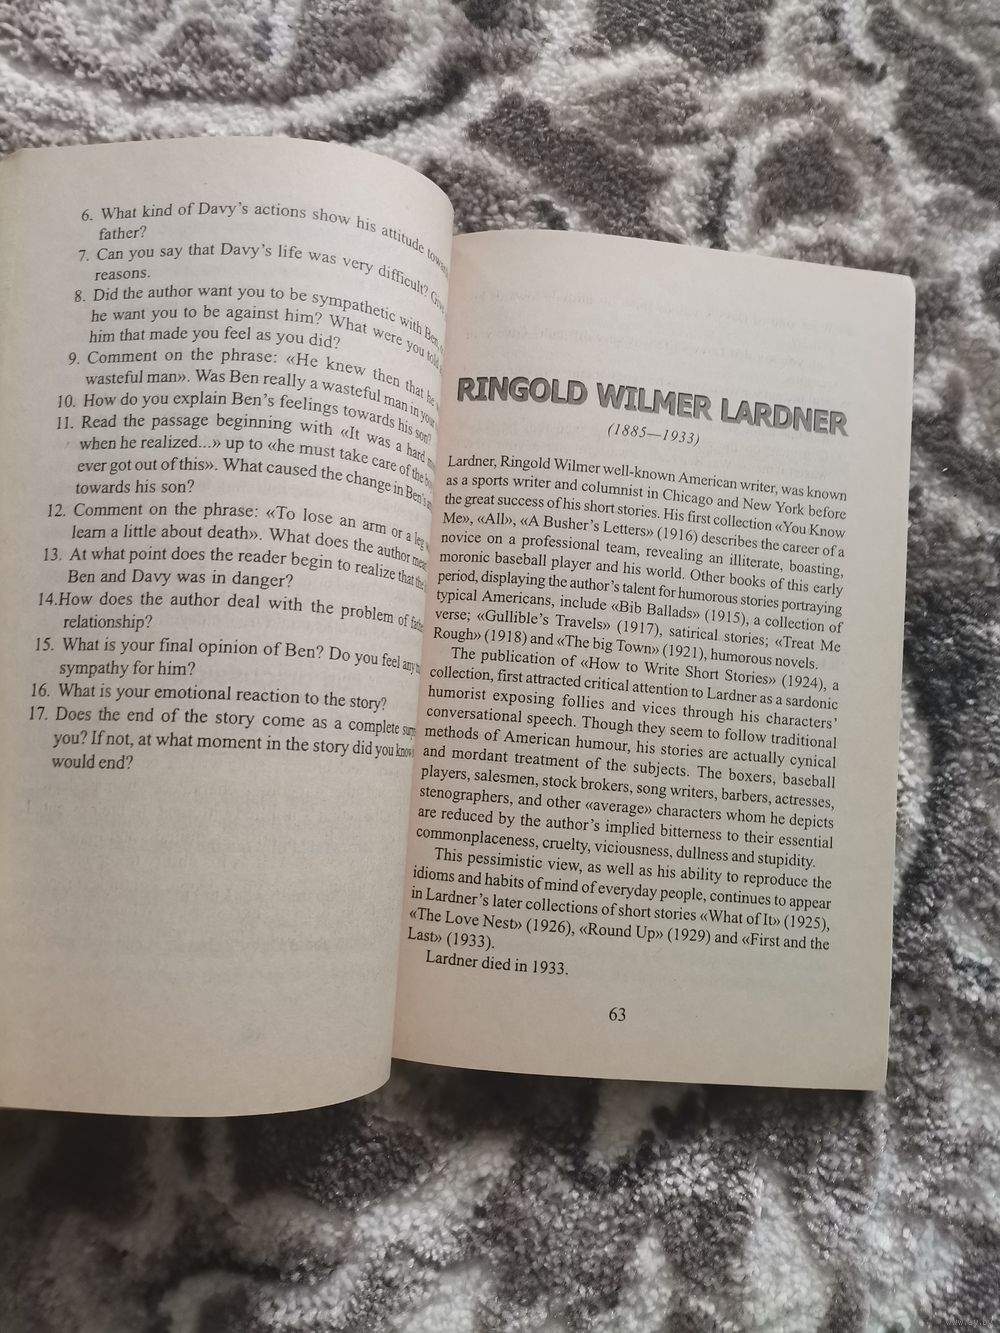 6. What kind of Davy's actions show his attitude
father?
7. Can you say that Davy's life was very difficult? Give
reasons.
8. Did the author want you to be sympathetic with Ben,
he want you to be against him? What were you told
him that made you feel as you did?
9. Comment on the phrase: «He knew then that he
wasteful man». Was Ben really a wasteful man in your
10. How do you explain Ben's feelings towards his son?
11. Read the passage beginning with «It was a hard
when he realized...» up to «he must take care of the
ever got out of this». What caused the change in Ben's
towards his son?
12. Comment on the phrase: «To lose an arm or a leg
learn a little about death». What does the author
13. At what point does the reader begin to realize that
Ben and Davy was in danger?
14.How does the author deal with the problem of
relationship?
15. What is your final opinion of Ben? Do you feel any
sympathy for him?
16. What is your emotional reaction to the story?
17. Does the end of the story come as a complete
you? If not, at what moment in the story did you know
would end?
RINGOLD WILMER LARDNER
(1885—1933)
Lardner, Ringold Wilmer well-known American writer, was known
as a sports writer and columnist in Chicago and New York before
the great success of his short stories. His first collection «You Know
Me», «All», «A Busher's Letters» (1916) describes the career of a
novice on a professional team, revealing an illiterate, boasting,
moronic baseball player and his world. Other books of this early
period, displaying the author's talent for humorous stories portraying
typical Americans, include «Bib Ballads» (1915), a collection of
verse; «Gullible's Travels» (1917), satirical stories; «Treat Me
Rough» (1918) and «The big Town» (1921), humorous novels.
The publication of «How to Write Short Stories» (1924), a
collection, first attracted critical attention to Lardner as a sardonic
humorist exposing follies and vices through his characters'
conversational speech. Though they seem to follow traditional
methods of American humour, his stories are actually cynical
and mordant treatment of the subjects. The boxers, baseball
players, salesmen, stock brokers, song writers, barbers, actresses,
stenographers, and other «average» characters whom he depicts
are reduced by the author's implied bitterness to their essential
commonplaceness, cruelty, viciousness, dullness and stupidity.
This pessimistic view, as well as his ability to reproduce the
idioms and habits of mind of everyday people, continues to appear
in Lardner's later collections of short stories «What of It» (1925),
«The Love Nest» (1926), «Round Up» (1929) and «First and the
Last» (1933).
Lardner died in 1933.
63
www.ay.by